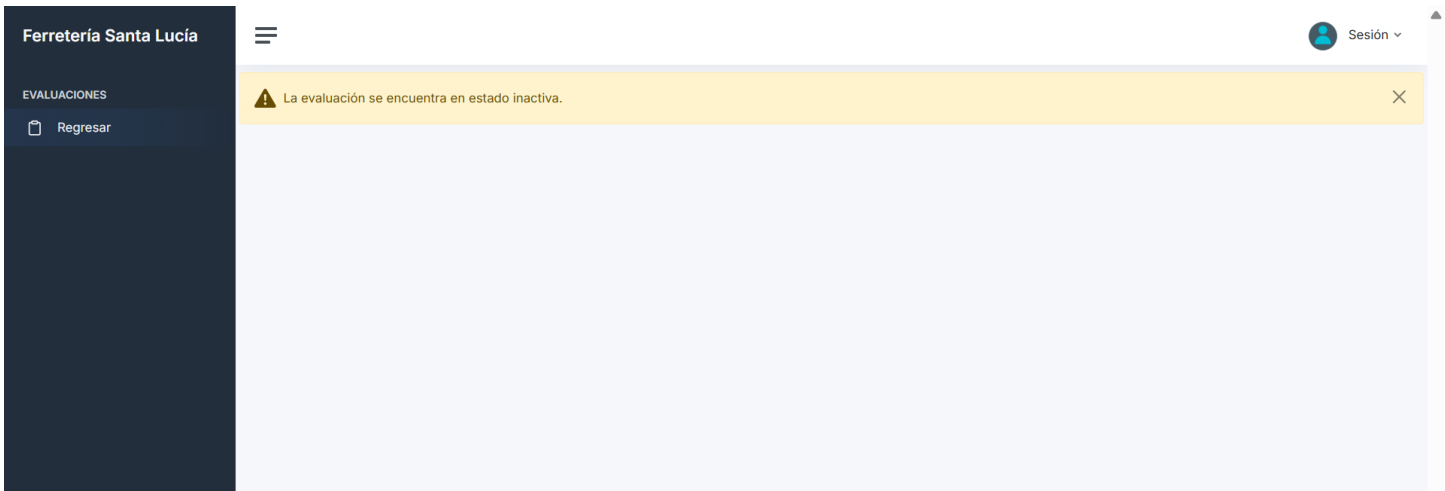 Ferretería Santa Lucía
Sesión
EVALUACIONES
Regresar
La evaluación se encuentra en estado inactiva.